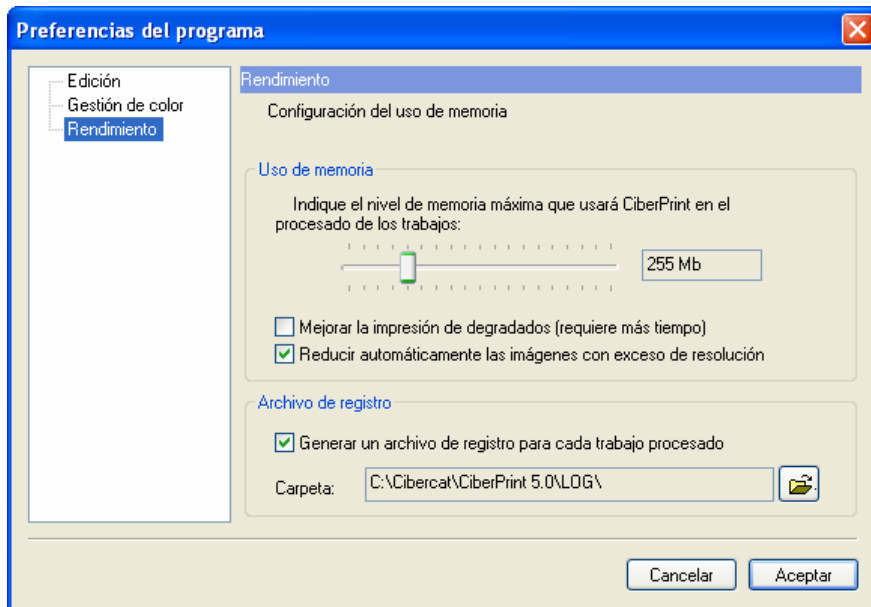 Preferencias del programa
Edición
Gestión de color
Rendimiento
Rendimiento
Configuración del uso de memoria
Uso de memoria
Indique el nivel de memoria máxima que usará CiberPrint en el
procesado de los trabajos:
255 Mb
Mejorar la impresión de degradados (requiere más tiempo)
Reducir automáticamente las imágenes con exceso de resolución
Archivo de registro
Generar un archivo de registro para cada trabajo procesado
Carpeta:
C:\Cibercat\CiberPrint 5.0\LOG\
Cancelar
Aceptar